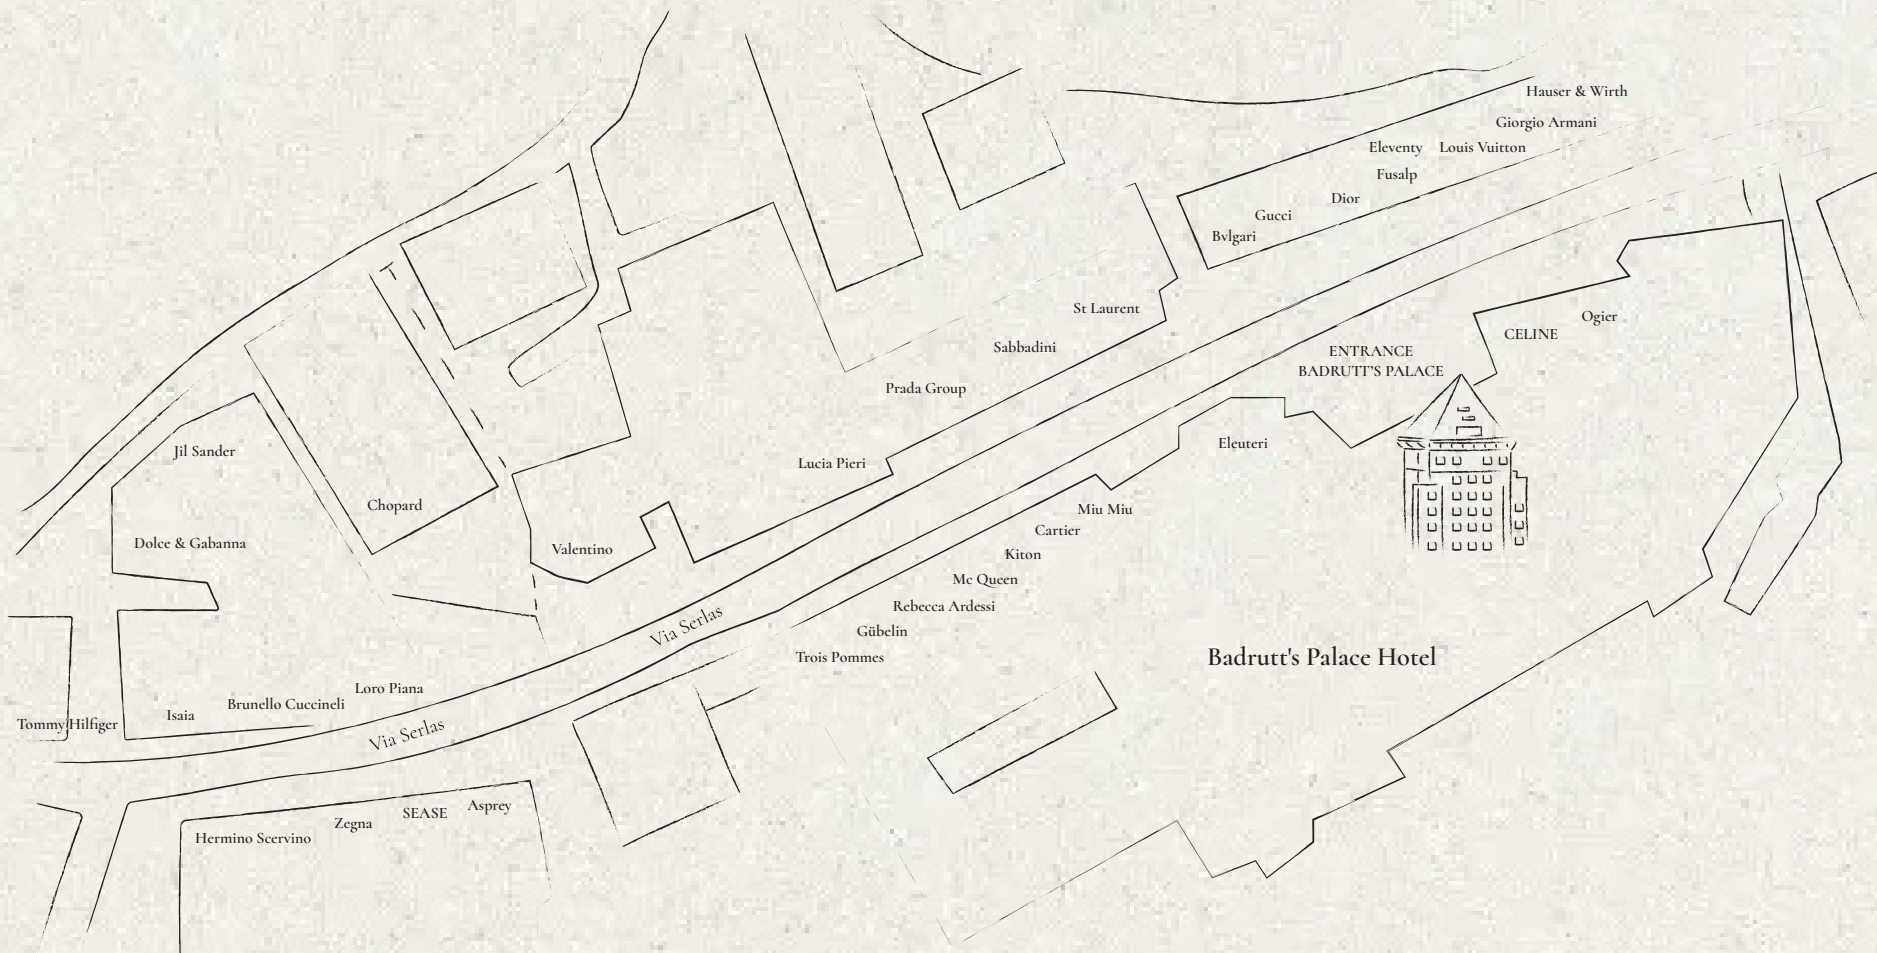 Hauser & Wirth
Giorgio Armani
Eleventy
Louis Vuitton
Fusalp
Dior
Gucci
Bvlgari
St Laurent
Sabbadini
Prada Group
Lucia Pieri
Valentino
Chopard
Jil Sander
Dolce & Gabanna
Ogier
CELINE
ENTRANCE
BADRUTT'S PALACE
Eleuteri
Miu Miu
Cartier
Kiton
Mc Queen
Rebecca Ardessi
Gübelin
Trois Pommes
Via Serlas
Badrutt's Palace Hotel
Loro Piana
Brunello Cuccineli
Isaia
Tommy Hilfiger
Via Serlas
Asprey
SEASE
Zegna
Hermino Scervino